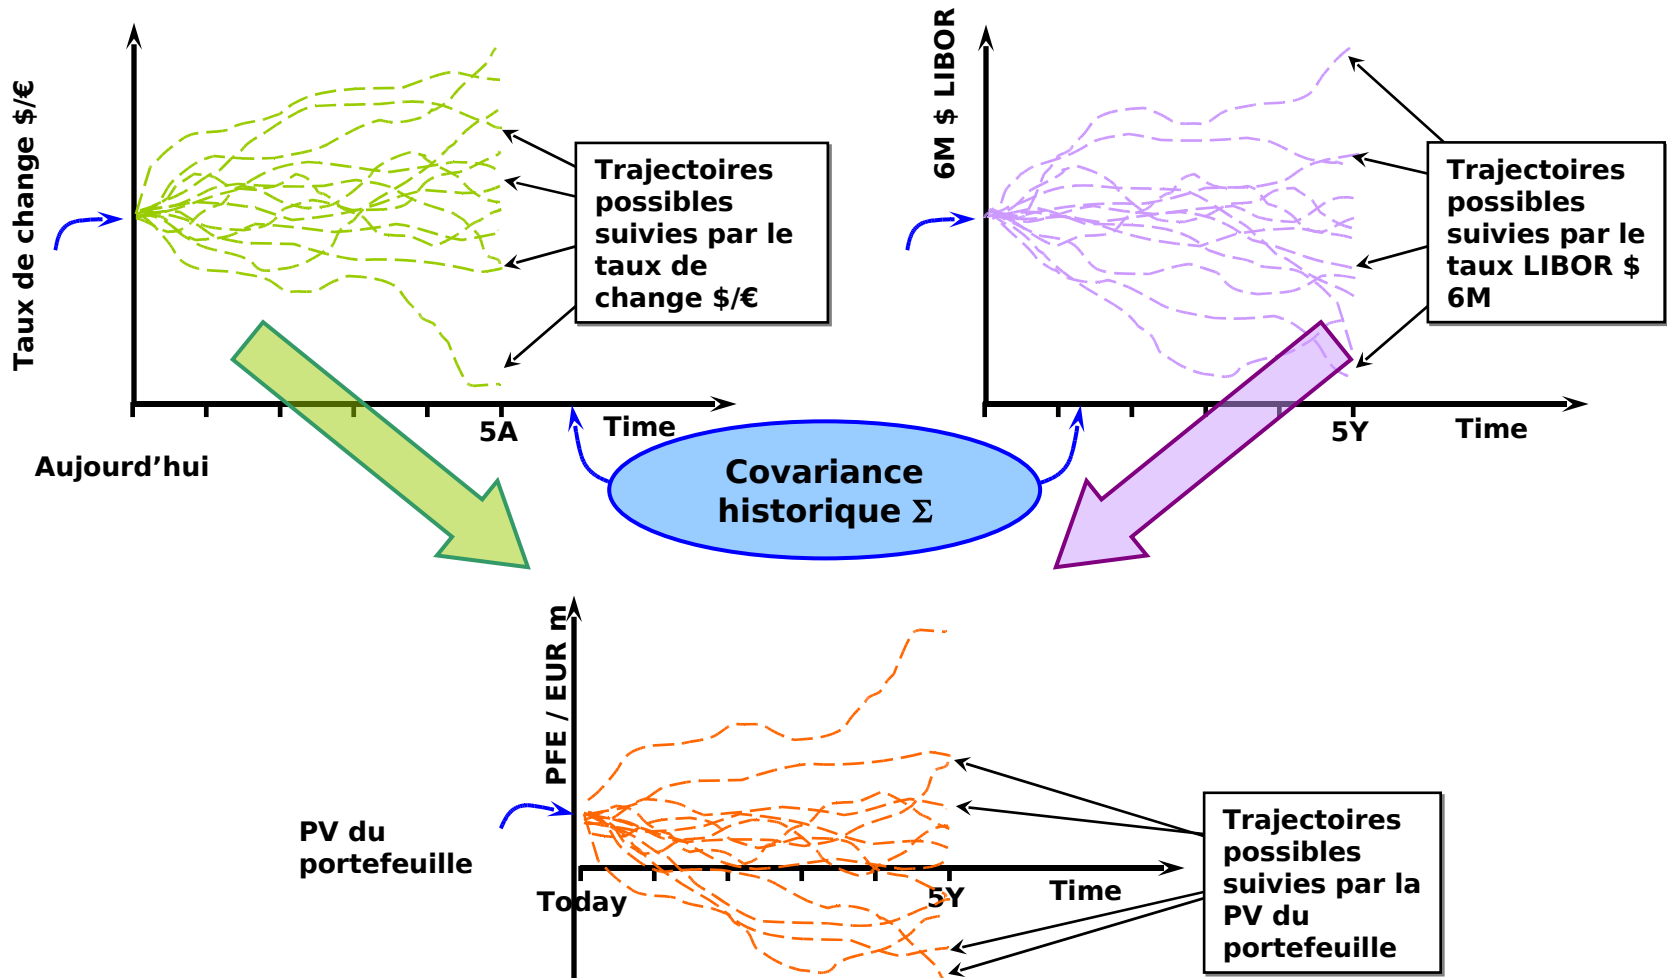 Taux de change $/€
Trajectoires
possibles
suivies par le
taux de
change $/€
5A
Time
Aujourd’hui
6M $ LIBOR
Trajectoires
possibles
suivies par le
taux LIBOR $
6M
5Y
Time
Covariance
historique Σ
PFE / EUR m
PV du
portefeuille
Today
5Y
Time
Trajectoires
possibles
suivies par la
PV du
portefeuille